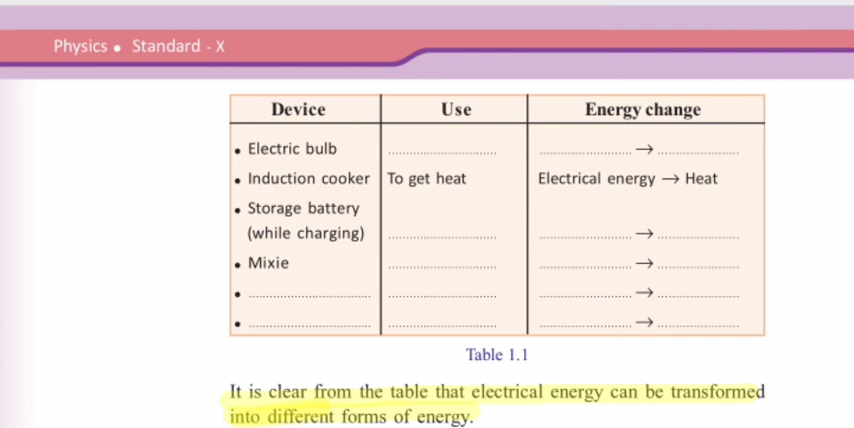 Physics • Standard - X
Device Use Energy change
• Electric bulb ........................ ........................ → ........................
• Induction cooker To get heat Electrical energy → Heat
• Storage battery
(while charging) ........................ ........................ → ........................
• Mixie ........................ ........................ → ........................
• ........................ ........................ ........................ → ........................
• ........................ ........................ ........................ → ........................
Table 1.1
It is clear from the table that electrical energy can be transformed
into different forms of energy.